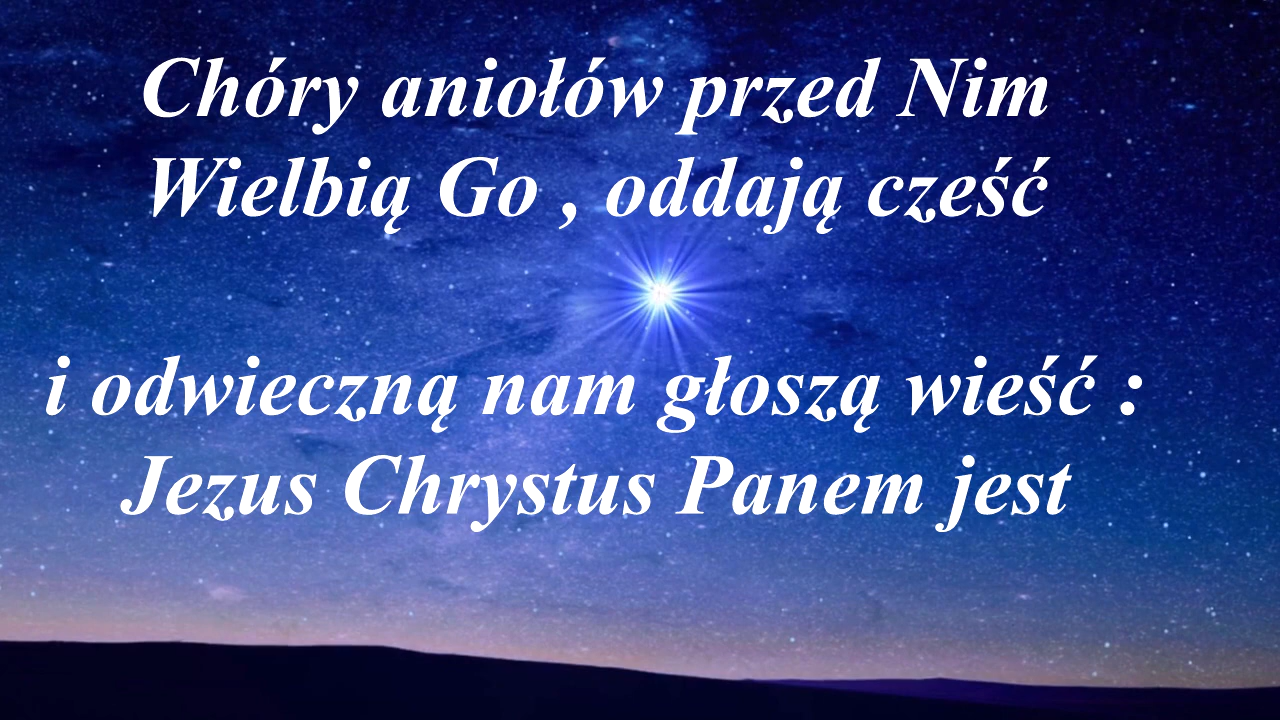 Chóry aniołów przed Nim
Wielbią Go , oddają cześć
i odwieczną nam głoszą wieść :
Jezus Chrystus Panem jest